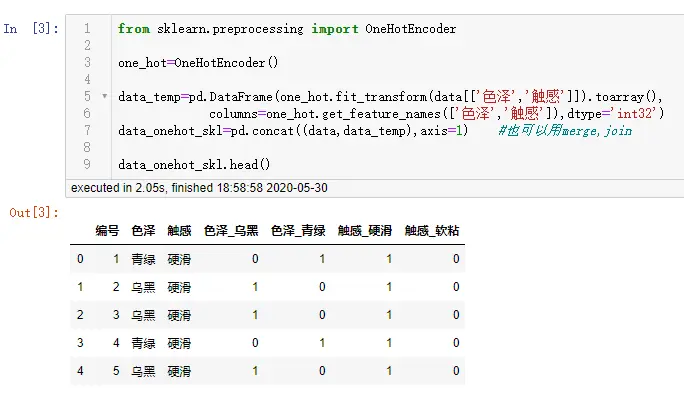 In [3]:
1 from sklearn.preprocessing import OneHotEncoder
2
3 one_hot=OneHotEncoder()
4
5 data_temp=pd.DataFrame(one_hot.fit_transform(data[['色泽','触感']]).toarray(),
6 columns=one_hot.get_feature_names(['色泽','触感']),dtype='int32')
7 data_onehot_skl=pd.concat((data,data_temp),axis=1) #也可以用merge,join
8
9 data_onehot_skl.head()
executed in 2.05s, finished 18:58:58 2020-05-30
Out[3]:
编号 色泽 触感 色泽_乌黑 色泽_青绿 触感_硬滑 触感_软粘
0 1 青绿 硬滑 0 1 1 0
1 2 乌黑 硬滑 1 0 1 0
2 3 乌黑 硬滑 1 0 1 0
3 4 青绿 硬滑 0 1 1 0
4 5 乌黑 硬滑 1 0 1 0